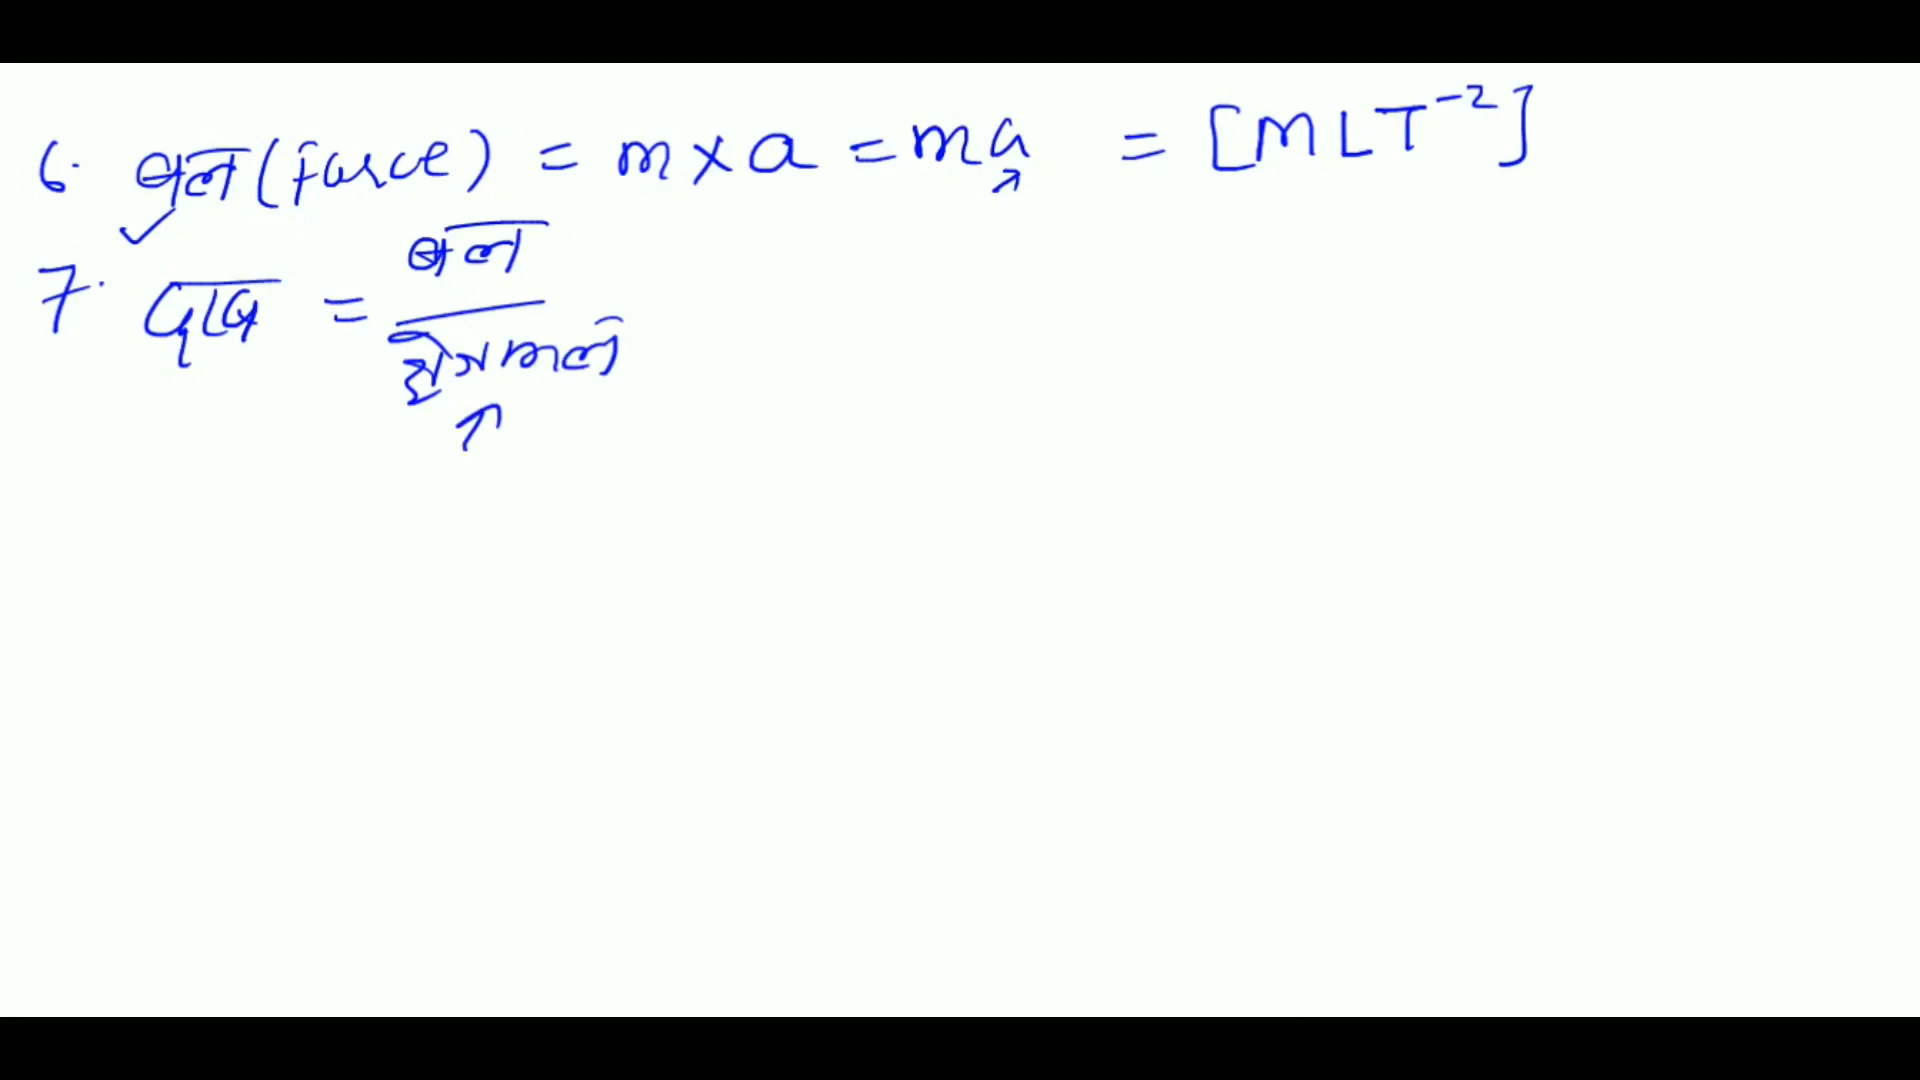 6. बल (Force) = m × a = ma = [MLT⁻²]
7. दाब = बल / क्षेत्रफल